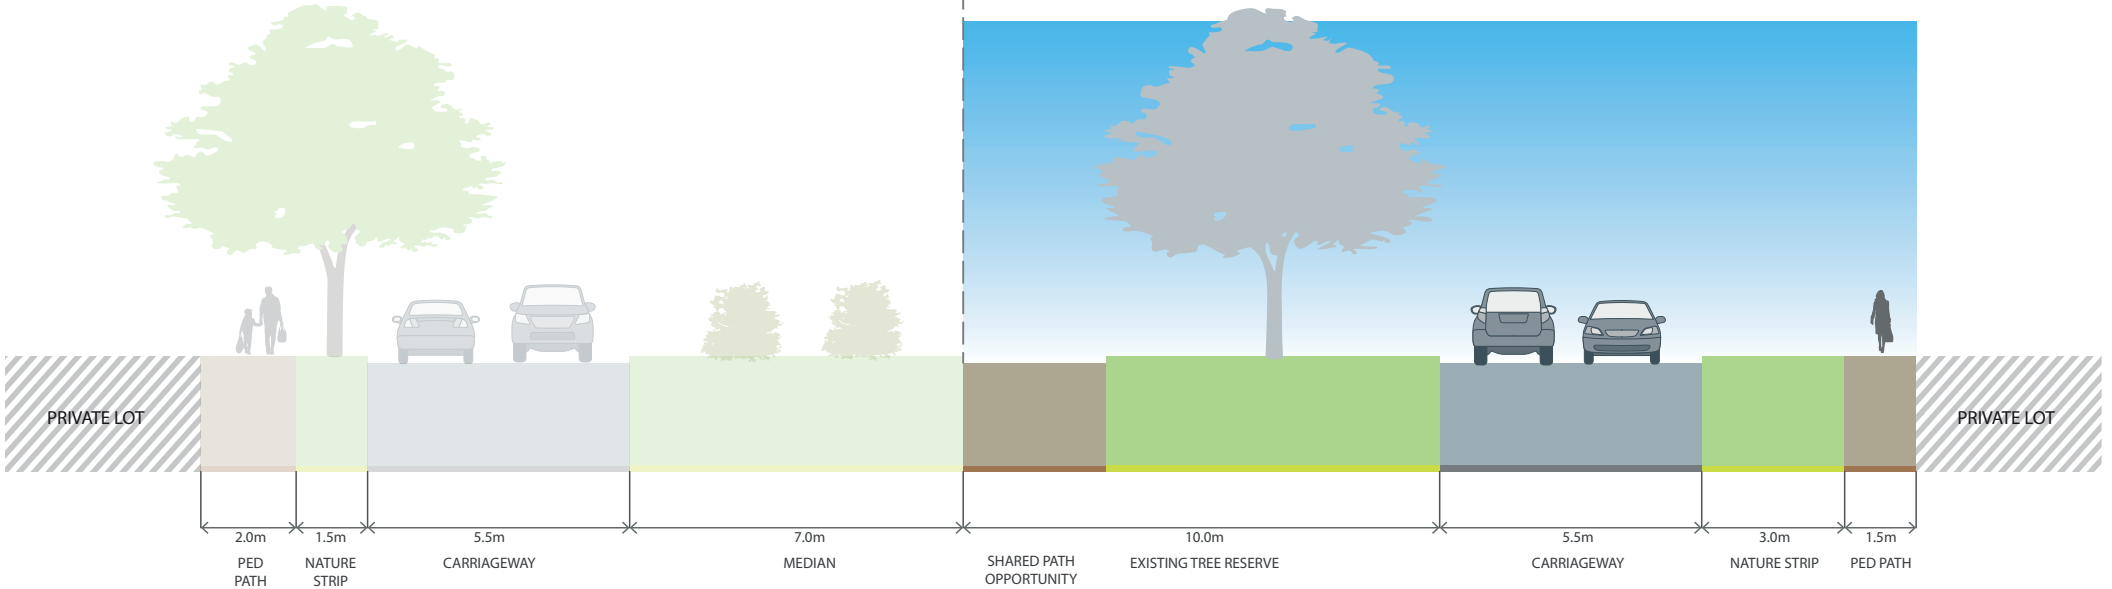 PRIVATE LOT
PRIVATE LOT
2.0m
1.5m
5.5m
7.0m
10.0m
5.5m
3.0m
1.5m
PED
PATH
NATURE
STRIP
CARRIAGEWAY
MEDIAN
SHARED PATH
OPPORTUNITY
EXISTING TREE RESERVE
CARRIAGEWAY
NATURE STRIP
PED PATH